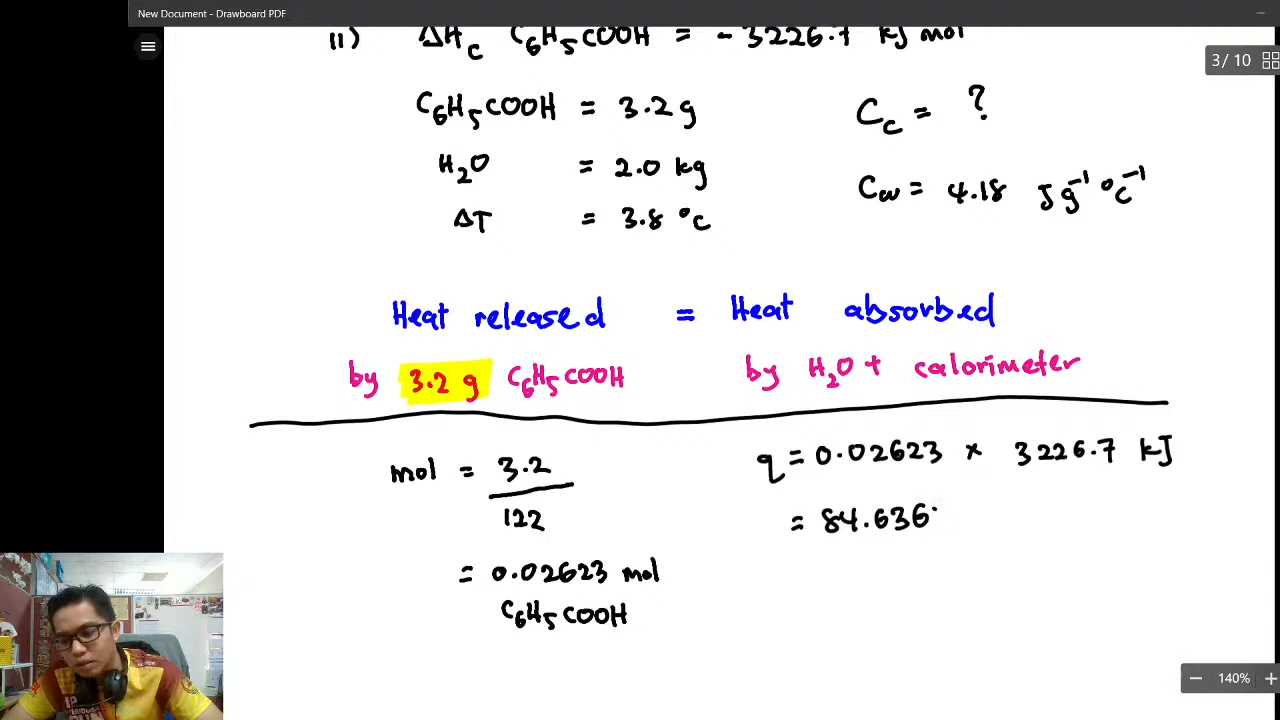 New Document - Drawboard PDF
3 / 10
11) ΔHc C6H5COOH = - 3226.7 kJ mol
C6H5COOH = 3.2 g
Cc = ?
H2O = 2.0 kg
Cw = 4.18 J g⁻¹ °C⁻¹
ΔT = 3.8 °C
Heat released = Heat absorbed
by 3.2 g C6H5COOH by H2O + calorimeter
mol = 3.2
122
q = 0.02623 × 3226.7 kJ
= 84.636
= 0.02623 mol
C6H5COOH
140%